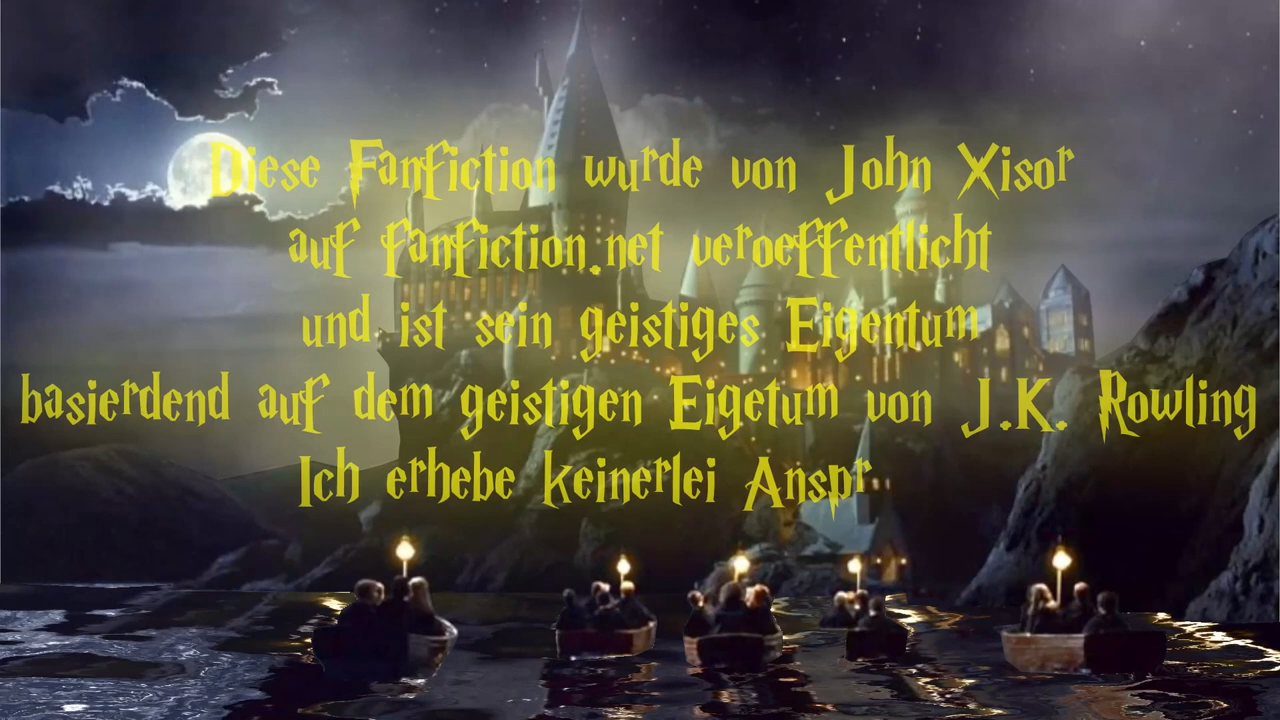 Diese Fanfiction wurde von John Xisor
auf fanfiction.net veroeffentlicht
und ist sein geistiges Eigentum
basierdend auf dem geistigen Eigetum von J.K. Rowling
Ich erhebe keinerlei Anspr